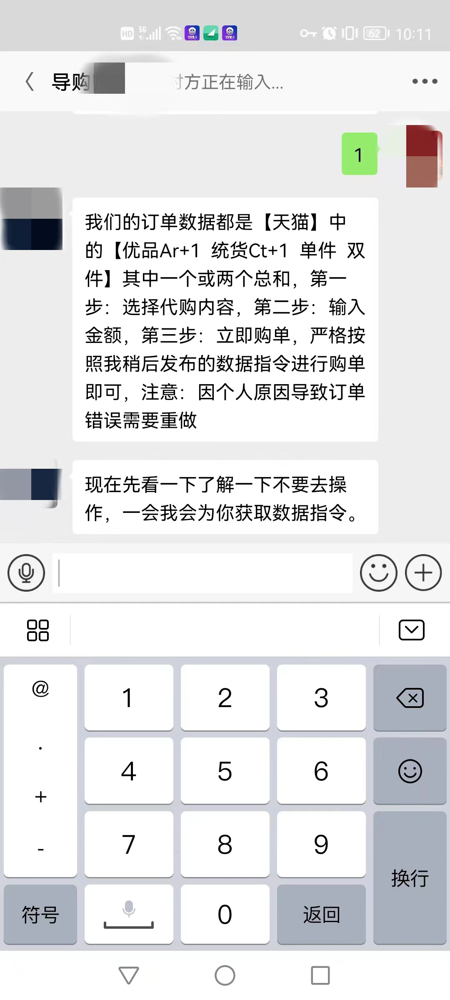 HD 5G 62 10:11
导购 对方正在输入...
1
我们的订单数据都是【天猫】中
的【优品Ar+1 统货Ct+1 单件 双
件】其中一个或两个总和，第一
步：选择代购内容，第二步：输入
金额，第三步：立即购单，严格按
照我稍后发布的数据指令进行购单
即可，注意：因个人原因导致订单
错误需要重做
现在先看一下了解一下不要去操
作，一会我会为你获取数据指令。
@ 1 2 3
.
4 5 6
+
7 8 9
-
换行
符号 0 返回